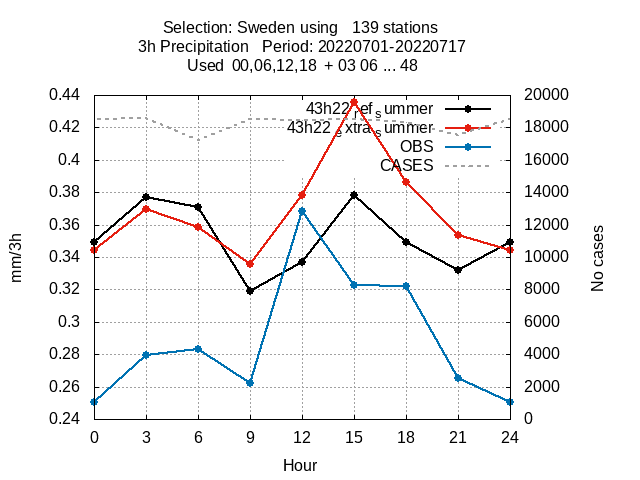 Selection: Sweden using 139 stations
3h Precipitation Period: 20220701-20220717
Used 00,06,12,18 + 03 06 ... 48
0.44
0.42
0.4
0.38
0.36
0.34
0.32
0.3
0.28
0.26
0.24
mm/3h
43h22_ref_summer
43h22_extra_summer
OBS
CASES
20000
18000
16000
14000
12000
10000
8000
6000
4000
2000
0
No cases
0 3 6 9 12 15 18 21 24
Hour